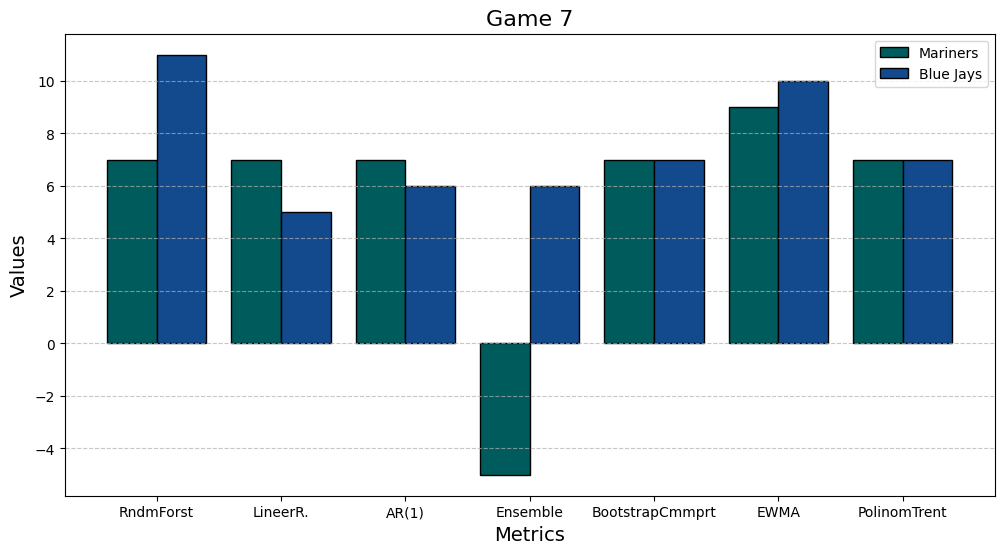 Game 7
Mariners
Blue Jays
Values
10
8
6
4
2
0
−2
−4
RndmForst LineerR. AR(1) Ensemble BootstrapCmmprt EWMA PolinomTrent
Metrics